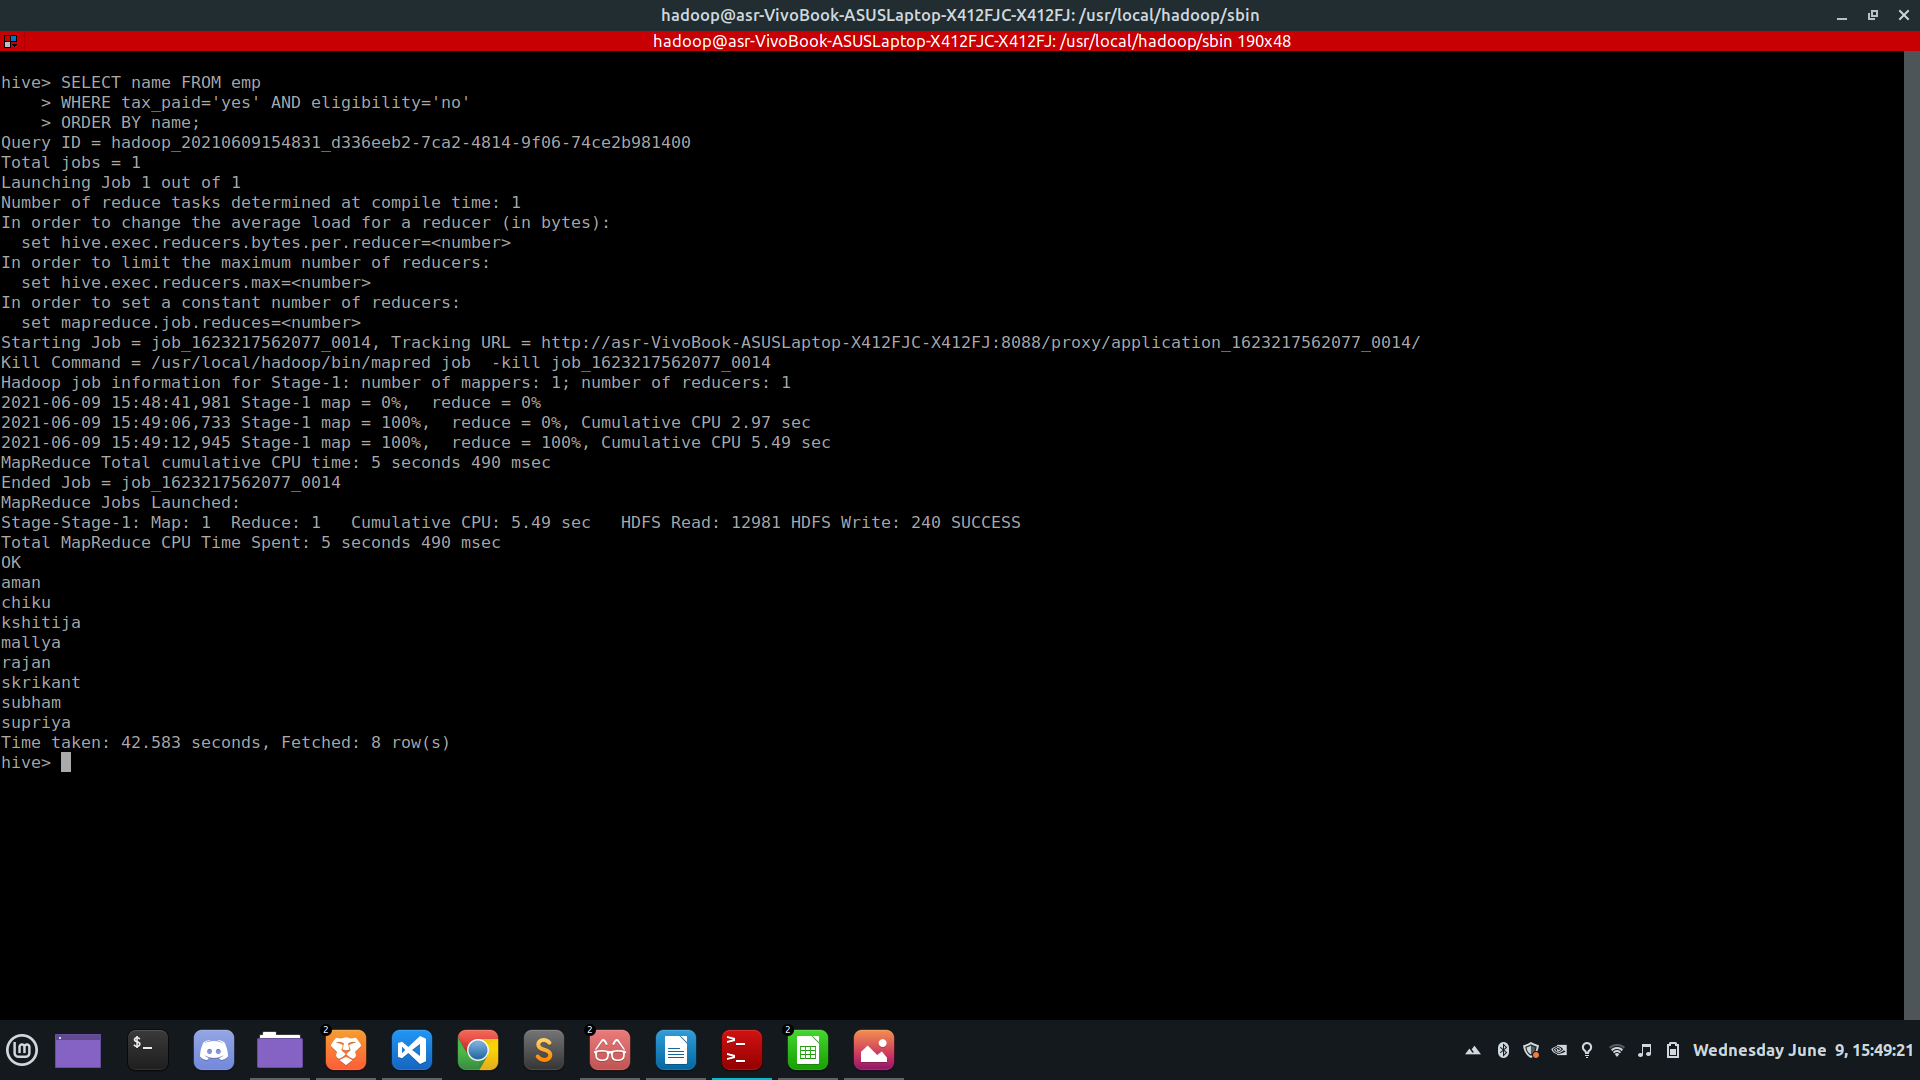 hadoop@asr-VivoBook-ASUSLaptop-X412FJC-X412FJ: /usr/local/hadoop/sbin
hadoop@asr-VivoBook-ASUSLaptop-X412FJC-X412FJ: /usr/local/hadoop/sbin 190x48
hive> SELECT name FROM emp
    > WHERE tax_paid='yes' AND eligibility='no'
    > ORDER BY name;
Query ID = hadoop_20210609154831_d336eeb2-7ca2-4814-9f06-74ce2b981400
Total jobs = 1
Launching Job 1 out of 1
Number of reduce tasks determined at compile time: 1
In order to change the average load for a reducer (in bytes):
  set hive.exec.reducers.bytes.per.reducer=<number>
In order to limit the maximum number of reducers:
  set hive.exec.reducers.max=<number>
In order to set a constant number of reducers:
  set mapreduce.job.reduces=<number>
Starting Job = job_1623217562077_0014, Tracking URL = http://asr-VivoBook-ASUSLaptop-X412FJC-X412FJ:8088/proxy/application_1623217562077_0014/
Kill Command = /usr/local/hadoop/bin/mapred job  -kill job_1623217562077_0014
Hadoop job information for Stage-1: number of mappers: 1; number of reducers: 1
2021-06-09 15:48:41,981 Stage-1 map = 0%,  reduce = 0%
2021-06-09 15:49:06,733 Stage-1 map = 100%,  reduce = 0%, Cumulative CPU 2.97 sec
2021-06-09 15:49:12,945 Stage-1 map = 100%,  reduce = 100%, Cumulative CPU 5.49 sec
MapReduce Total cumulative CPU time: 5 seconds 490 msec
Ended Job = job_1623217562077_0014
MapReduce Jobs Launched:
Stage-Stage-1: Map: 1  Reduce: 1   Cumulative CPU: 5.49 sec   HDFS Read: 12981 HDFS Write: 240 SUCCESS
Total MapReduce CPU Time Spent: 5 seconds 490 msec
OK
aman
chiku
kshitija
mallya
rajan
skrikant
subham
supriya
Time taken: 42.583 seconds, Fetched: 8 row(s)
hive>
2 2 2
$_ S >_ >_
Wednesday June  9, 15:49:21